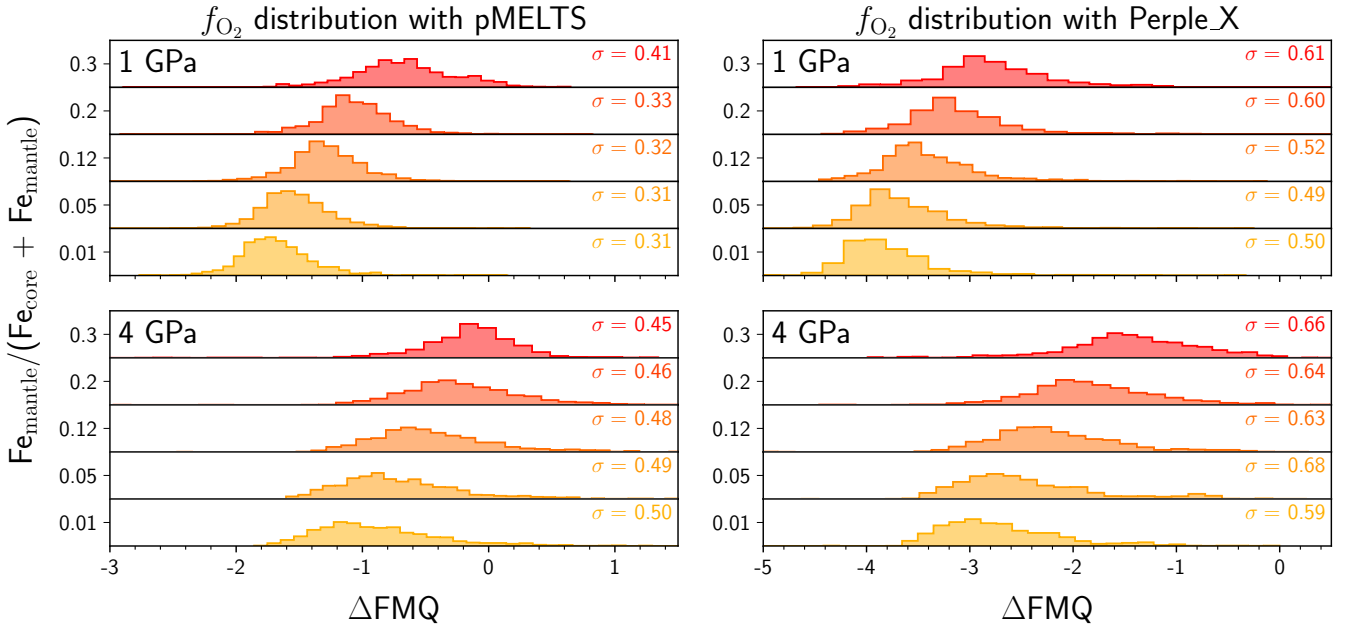 f_O₂ distribution with pMELTS
f_O₂ distribution with Perple_X
Fe_mantle/(Fe_core + Fe_mantle)
1 GPa
0.3
σ = 0.41
0.2
σ = 0.33
0.12
σ = 0.32
0.05
σ = 0.31
0.01
σ = 0.31
1 GPa
0.3
σ = 0.61
0.2
σ = 0.60
0.12
σ = 0.52
0.05
σ = 0.49
0.01
σ = 0.50
4 GPa
0.3
σ = 0.45
0.2
σ = 0.46
0.12
σ = 0.48
0.05
σ = 0.49
0.01
σ = 0.50
-3 -2 -1 0 1
ΔFMQ
4 GPa
0.3
σ = 0.66
0.2
σ = 0.64
0.12
σ = 0.63
0.05
σ = 0.68
0.01
σ = 0.59
-5 -4 -3 -2 -1 0
ΔFMQ